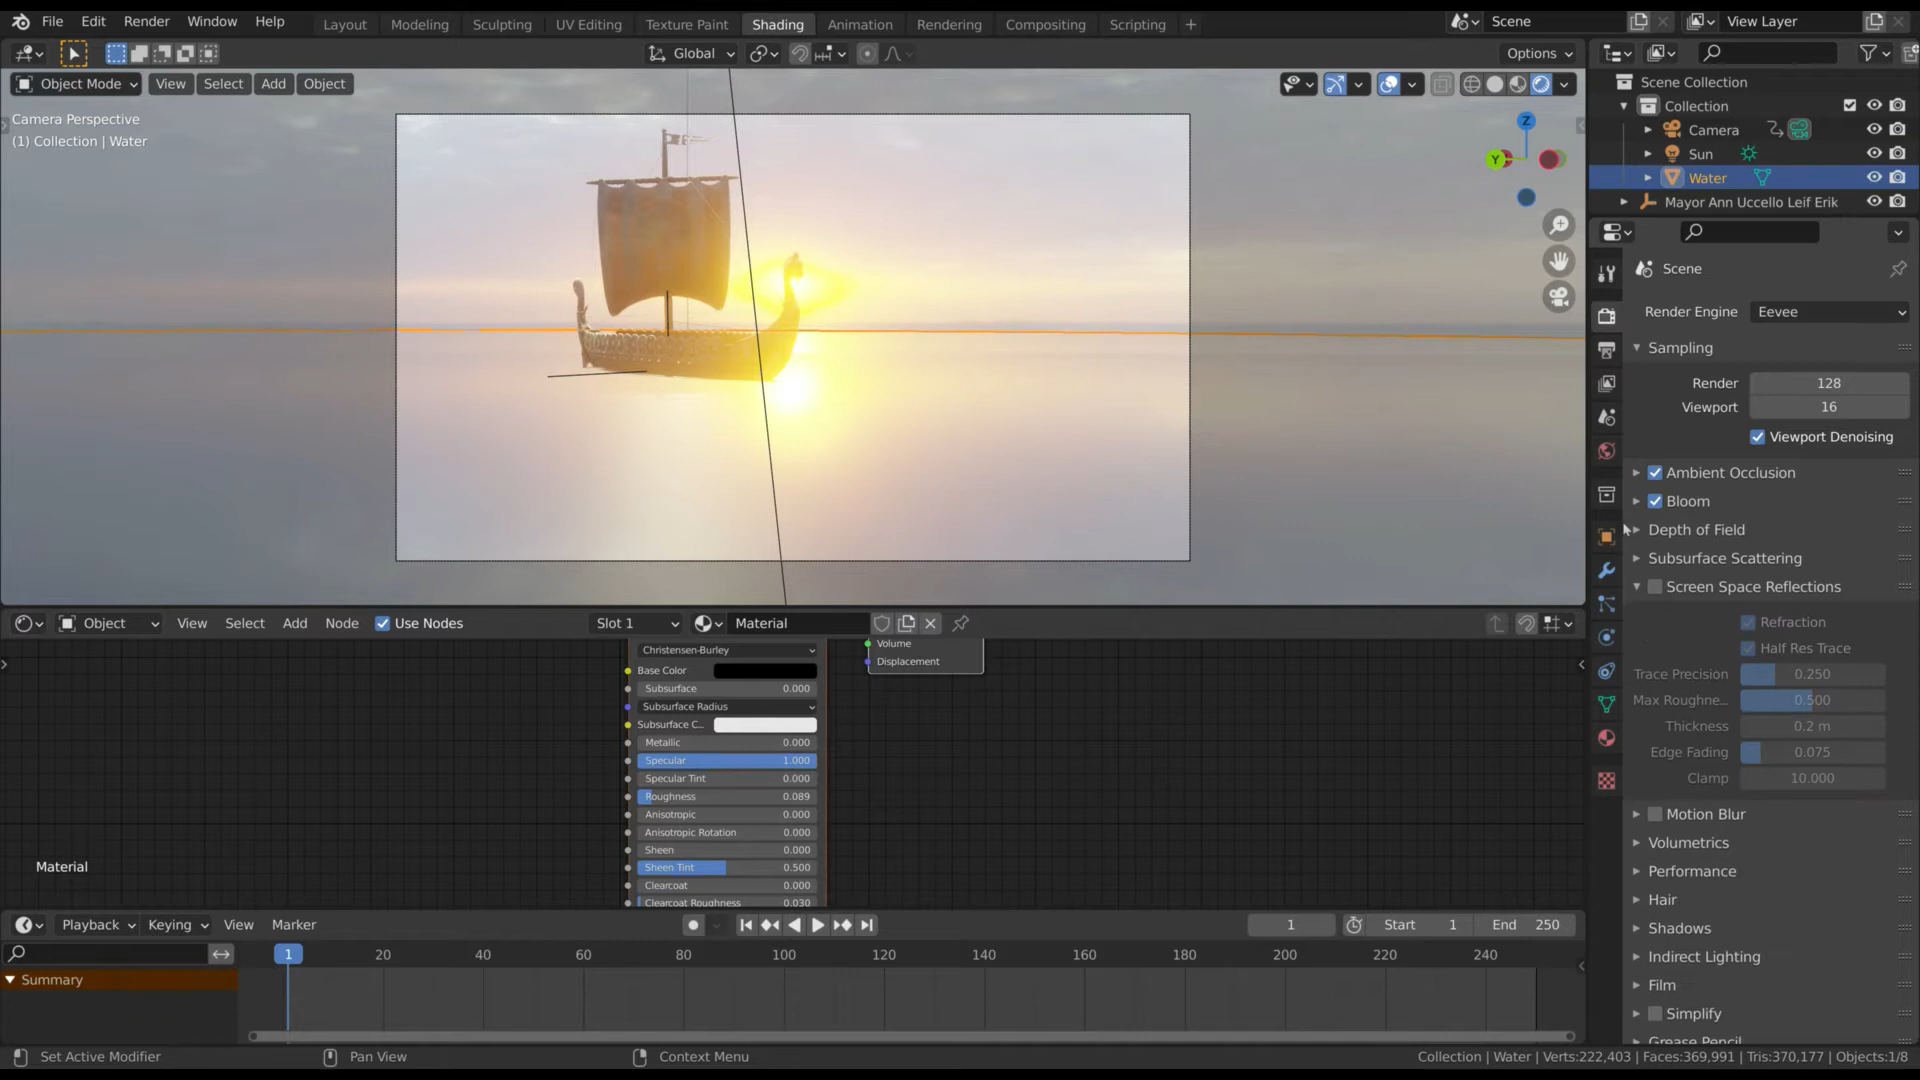 File Edit Render Window Help Layout Modeling Sculpting UV Editing Texture Paint Shading Animation Rendering Compositing Scripting + Scene View Layer
Global Options
Object Mode View Select Add Object
Camera Perspective
(1) Collection | Water
Z
Y
Scene Collection
Collection
Camera
Sun
Water
Mayor Ann Uccello Leif Erik
Scene
Render Engine Eevee
Sampling
Render 128
Viewport 16
Viewport Denoising
Ambient Occlusion
Bloom
Depth of Field
Subsurface Scattering
Screen Space Reflections
Refraction
Half Res Trace
Trace Precision 0.250
Max Roughne... 0.500
Thickness 0.2 m
Edge Fading 0.075
Clamp 10.000
Motion Blur
Volumetrics
Performance
Hair
Shadows
Indirect Lighting
Film
Simplify
Grease Pencil
Object View Select Add Node Use Nodes Slot 1 Material
Christensen-Burley
Base Color
Subsurface 0.000
Subsurface Radius
Subsurface C...
Metallic 0.000
Specular 1.000
Specular Tint 0.000
Roughness 0.089
Anisotropic 0.000
Anisotropic Rotation 0.000
Sheen 0.000
Sheen Tint 0.500
Clearcoat 0.000
Clearcoat Roughness 0.030
Volume
Displacement
Material
Playback Keying View Marker 1 Start 1 End 250
1 20 40 60 80 100 120 140 160 180 200 220 240
Summary
Set Active Modifier Pan View Context Menu Collection | Water | Verts:222,403 | Faces:369,991 | Tris:370,177 | Objects:1/8